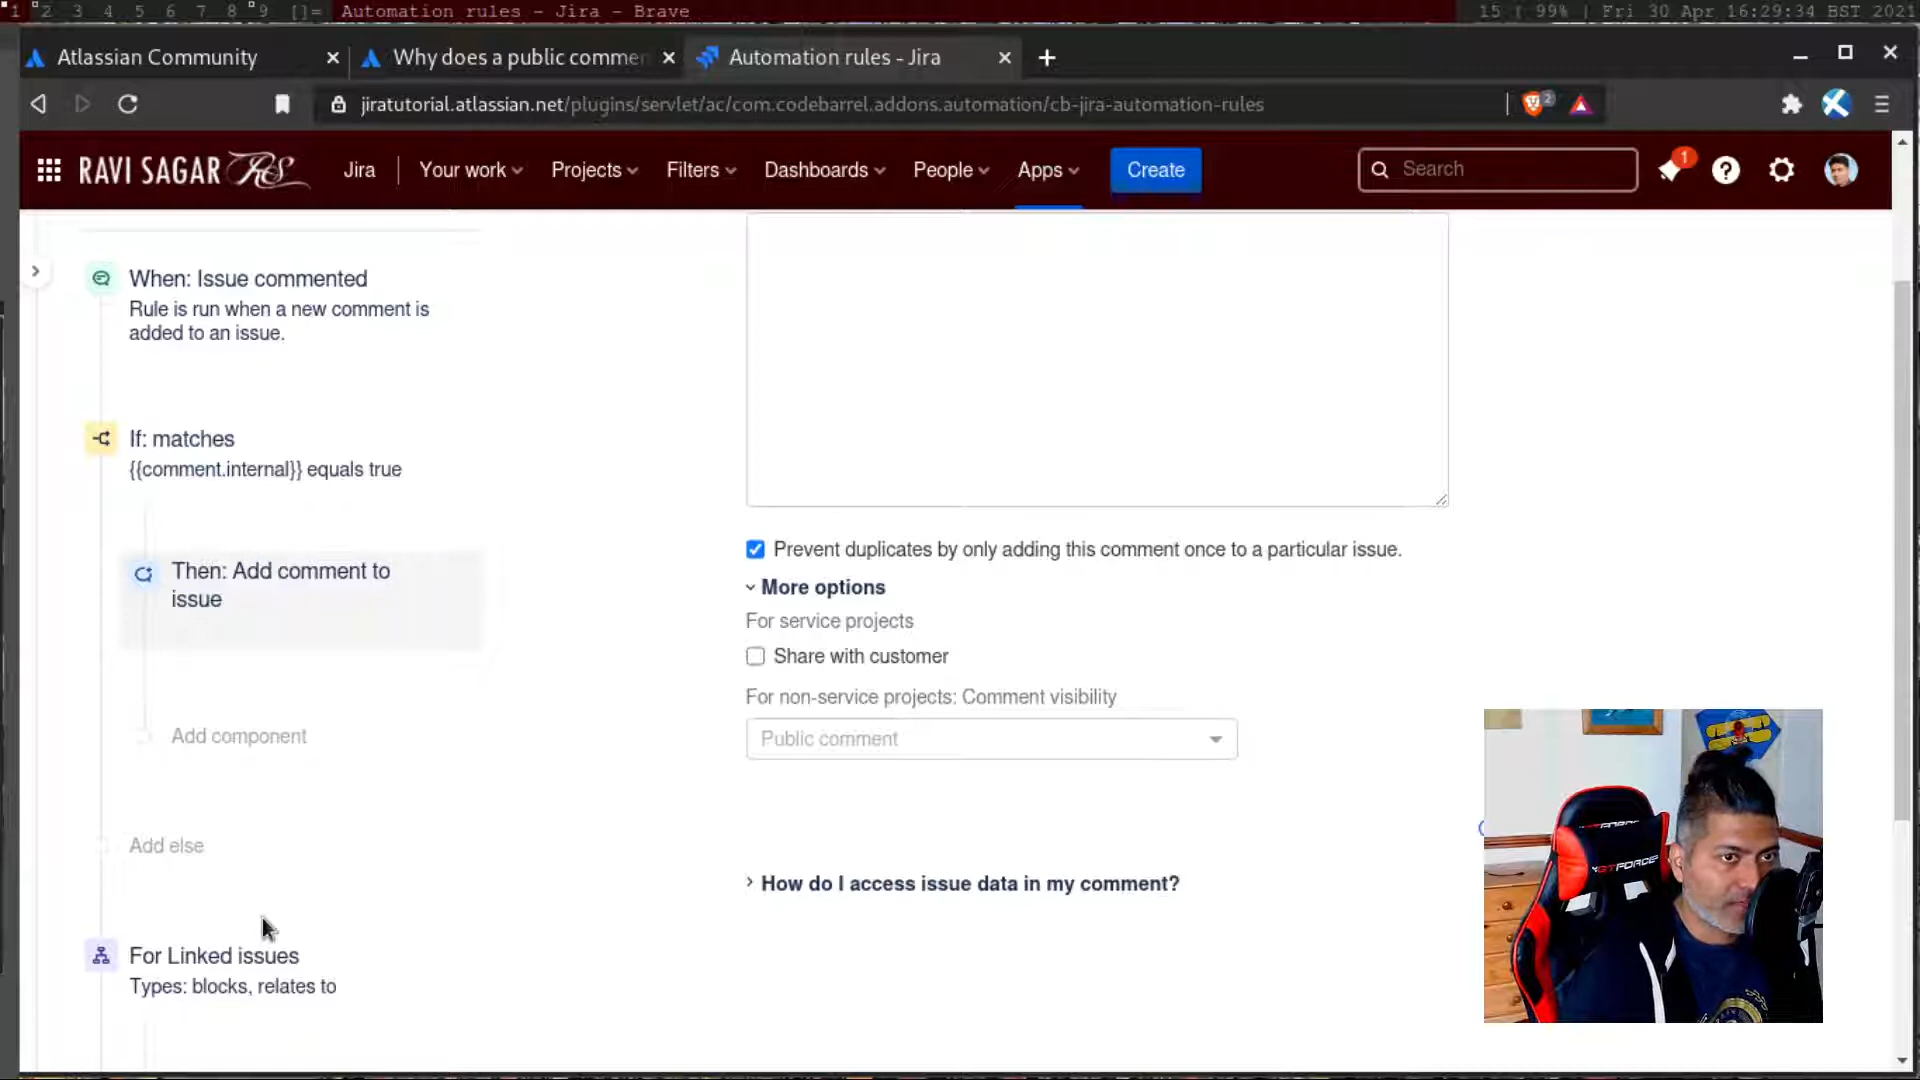 1 2 3 4 5 6 7 8 9 []= Automation rules - Jira - Brave
15 | 99% | Fri 30 Apr 16:29:34 BST 2021
Atlassian Community
Why does a public commen
Automation rules - Jira
jiratutorial.atlassian.net/plugins/servlet/ac/com.codebarrel.addons.automation/cb-jira-automation-rules
2
RAVI SAGAR RS
Jira
Your work
Projects
Filters
Dashboards
People
Apps
Create
Search
1
When: Issue commented
Rule is run when a new comment is
added to an issue.
If: matches
{{comment.internal}} equals true
Then: Add comment to
issue
Add component
Add else
For Linked issues
Types: blocks, relates to
Prevent duplicates by only adding this comment once to a particular issue.
More options
For service projects
Share with customer
For non-service projects: Comment visibility
Public comment
How do I access issue data in my comment?
GTFORCE